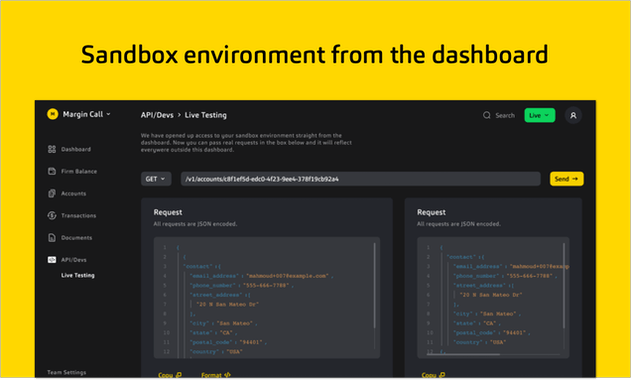 Sandbox environment from the dashboard
Margin Call
API/Devs > Live Testing
Search
Live
We have opened up access to your sandbox environment straight from the
dashboard. Now you can pass real requests in the box below and it will reflect
everywere outside this dashboard.
Dashboard
Firm Balance
Accounts
Transactions
Documents
API/Devs
Live Testing
Team Settings
GET
/v1/accounts/c8f1ef5d-edc0-4f23-9ee4-378f19cb92a4
Send →
Request
All requests are JSON encoded.
1 {
2 {
3 "contact" :{
4 "email_address" : "mahmoud+0078example.com" ,
5 "phone_number" : "555-464-7788" ,
6 "street_address" :[
7 "20 N San Mateo Dr"
8 ],
9 "city" : "San Mateo" ,
10 "state" : "CA" ,
11 "postal_code" : "94401" ,
12 "country" : "USA"
Copy
Format
Request
All requests are JSON encoded.
1 {
2 {
3 "contact" :{
4 "email_address" : "mahmoud+0078examp
5 "phone_number" : "555-464-7788" ,
6 "street_address" :[
7 "20 N San Mateo Dr"
8 ],
9 "city" : "San Mateo" ,
10 "state" : "CA" ,
11 "postal_code" : "94401" ,
12 "country" : "USA"
Copy